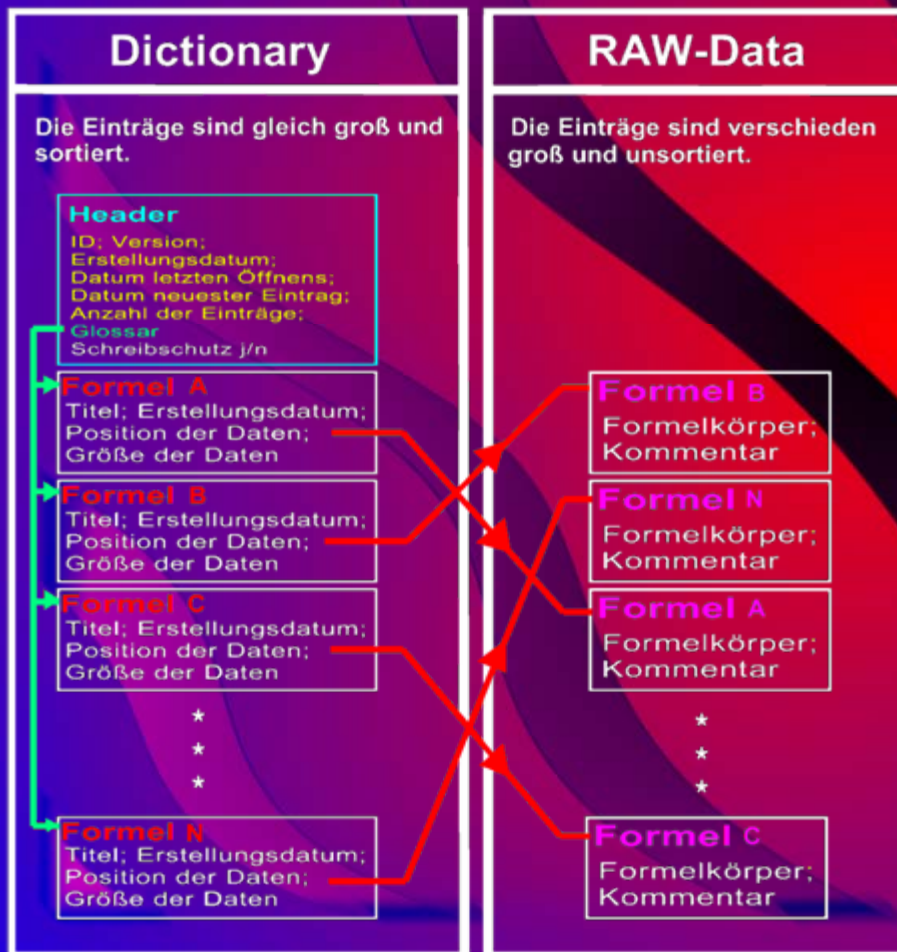 Dictionary
Die Einträge sind gleich groß und
sortiert.
Header
ID; Version;
Erstellungsdatum;
Datum letzten Öffnens;
Datum neuester Eintrag;
Anzahl der Einträge;
Glossar
Schreibschutz j/n
Formel A
Titel; Erstellungsdatum;
Position der Daten;
Größe der Daten
Formel B
Titel; Erstellungsdatum;
Position der Daten;
Größe der Daten
Formel C
Titel; Erstellungsdatum;
Position der Daten;
Größe der Daten
*
*
*
Formel N
Titel; Erstellungsdatum;
Position der Daten;
Größe der Daten
RAW-Data
Die Einträge sind verschieden
groß und unsortiert.
Formel B
Formelkörper;
Kommentar
Formel N
Formelkörper;
Kommentar
Formel A
Formelkörper;
Kommentar
*
*
*
Formel C
Formelkörper;
Kommentar